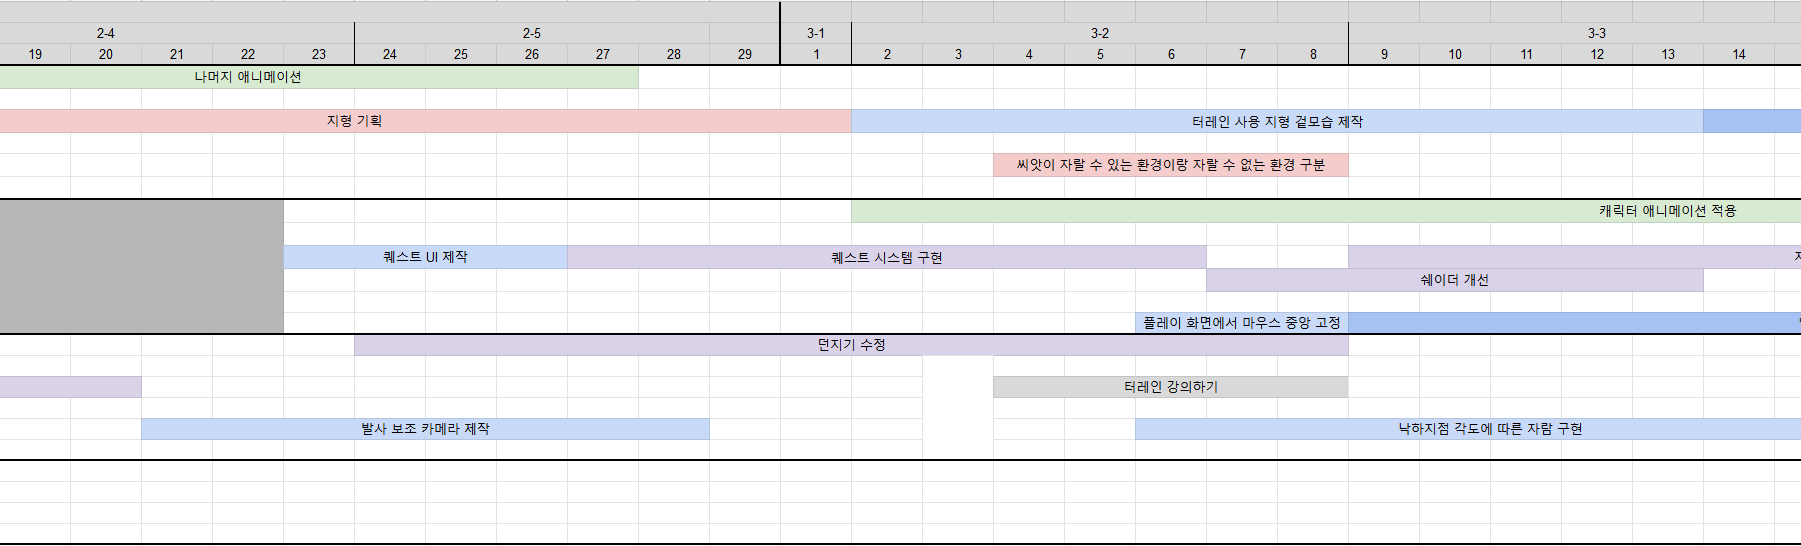 2-4 2-5 3-1 3-2 3-3
19 20 21 22 23 24 25 26 27 28 29 1 2 3 4 5 6 7 8 9 10 11 12 13 14
나머지 애니메이션
지형 기획 터레인 사용 지형 겉모습 제작
씨앗이 자랄 수 있는 환경이랑 자랄 수 없는 환경 구분
캐릭터 애니메이션 적용
퀘스트 UI 제작 퀘스트 시스템 구현
쉐이더 개선
플레이 화면에서 마우스 중앙 고정
던지기 수정
터레인 강의하기
발사 보조 카메라 제작 낙하지점 각도에 따른 자람 구현